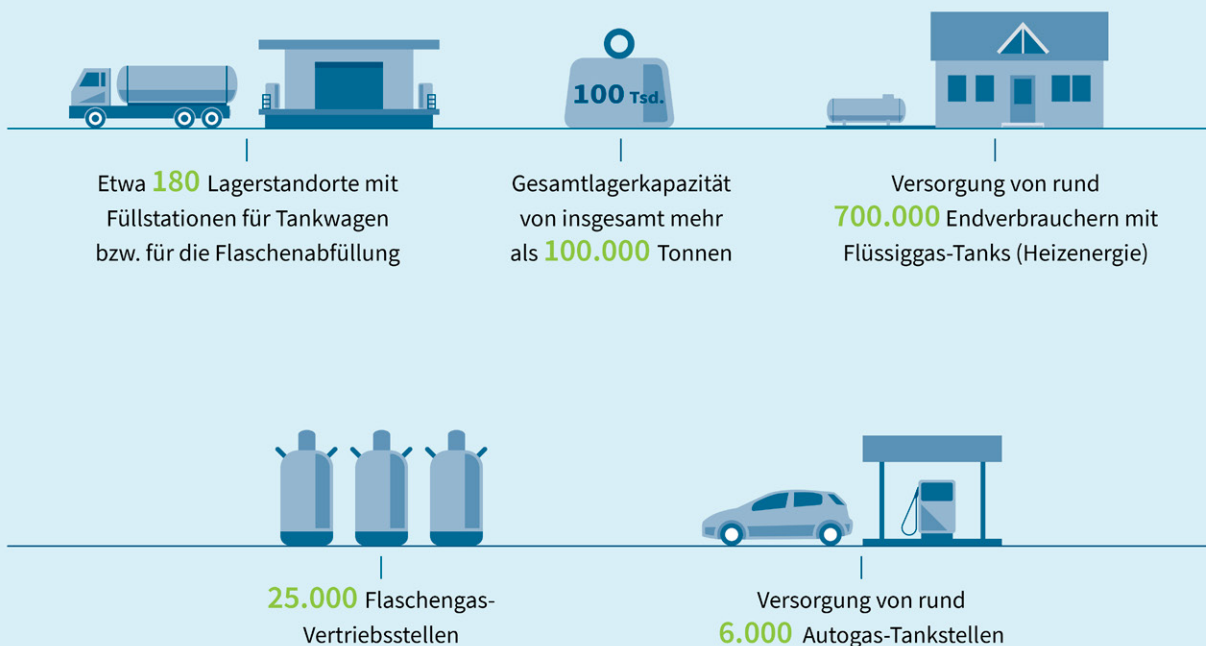 100 Tsd.
Etwa 180 Lagerstandorte mit
Füllstationen für Tankwagen
bzw. für die Flaschenabfüllung
Gesamtlagerkapazität
von insgesamt mehr
als 100.000 Tonnen
Versorgung von rund
700.000 Endverbrauchern mit
Flüssiggas-Tanks (Heizenergie)
25.000 Flaschengas-
Vertriebsstellen
Versorgung von rund
6.000 Autogas-Tankstellen